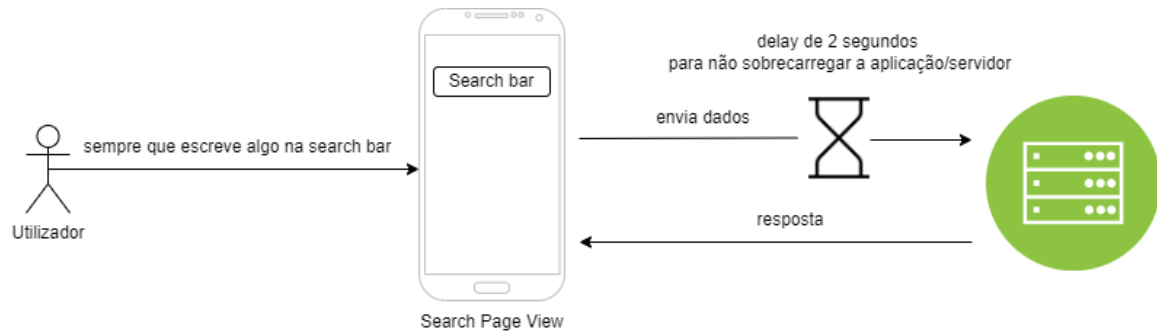 delay de 2 segundos
para não sobrecarregar a aplicação/servidor
Search bar
envia dados
sempre que escreve algo na search bar
resposta
Utilizador
Search Page View